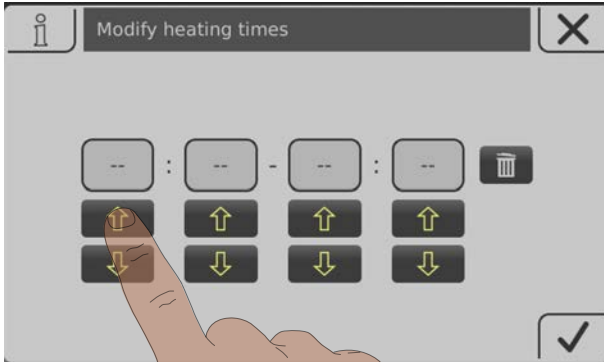 Modify heating times
-- : -- - -- : --